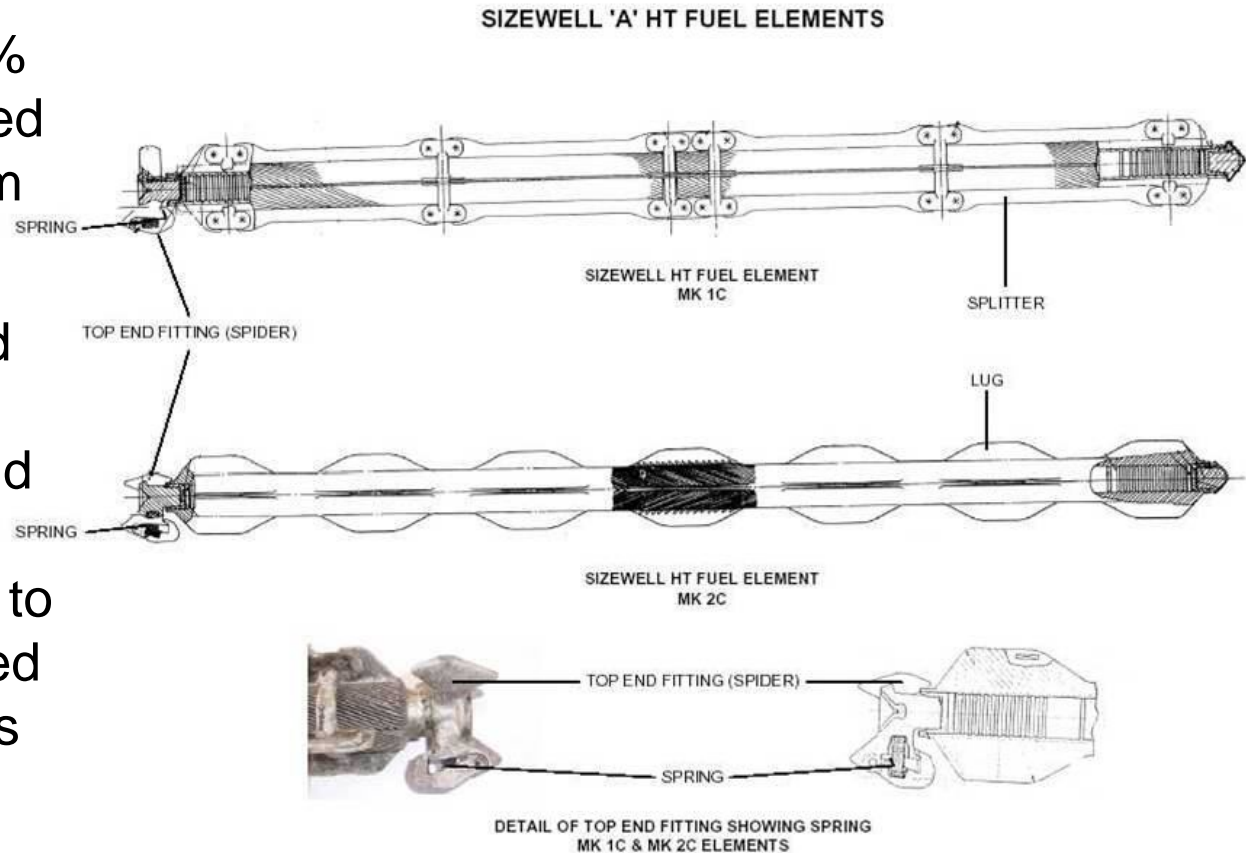 SIZEWELL 'A' HT FUEL ELEMENTS
%
ed
m
SPRING
SIZEWELL HT FUEL ELEMENT
MK 1C
SPLITTER
TOP END FITTING (SPIDER)
d
LUG
d
SPRING
SIZEWELL HT FUEL ELEMENT
MK 2C
to
ed
s
TOP END FITTING (SPIDER)
SPRING
DETAIL OF TOP END FITTING SHOWING SPRING
MK 1C & MK 2C ELEMENTS